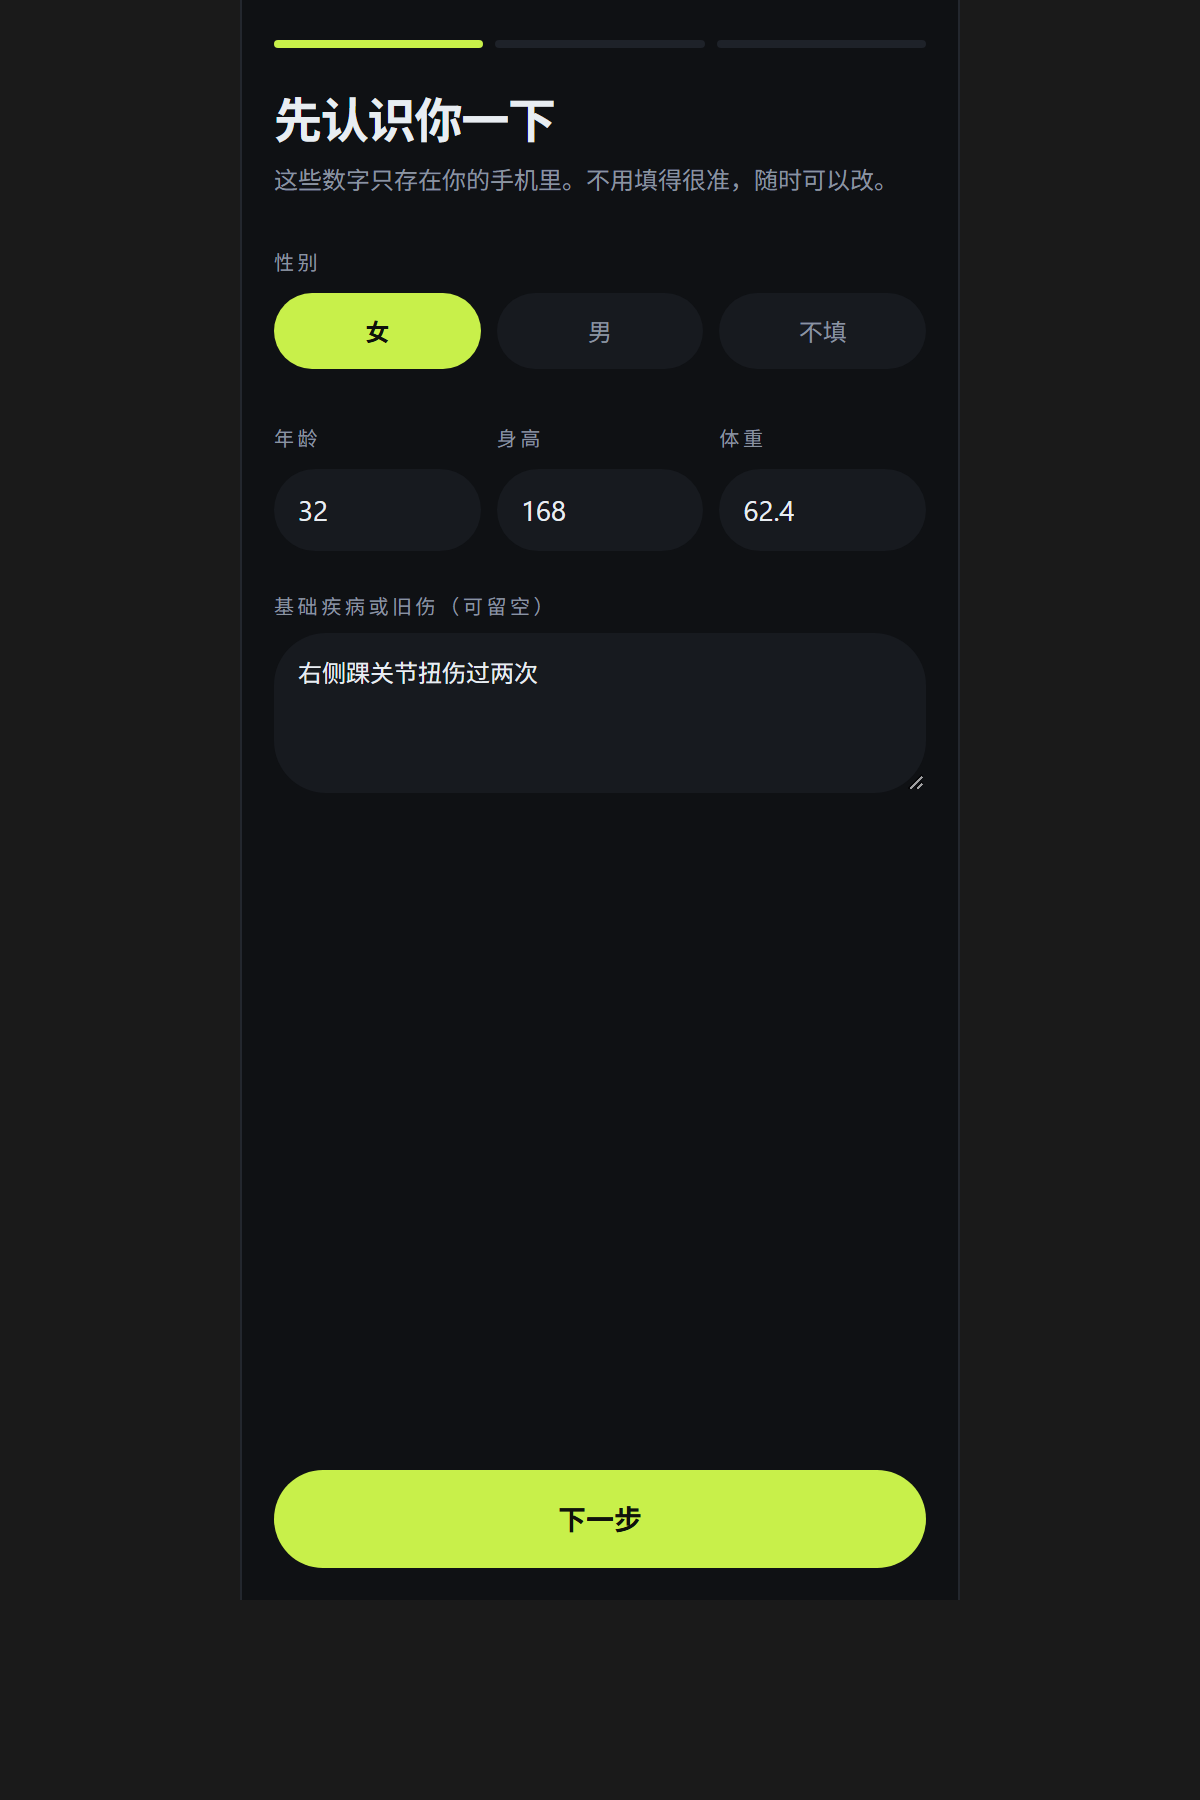 先认识你一下
这些数字只存在你的手机里。不用填得很准，随时可以改。
性别
女 男 不填
年龄 身高 体重
32 168 62.4
基础疾病或旧伤（可留空）
右侧踝关节扭伤过两次
下一步